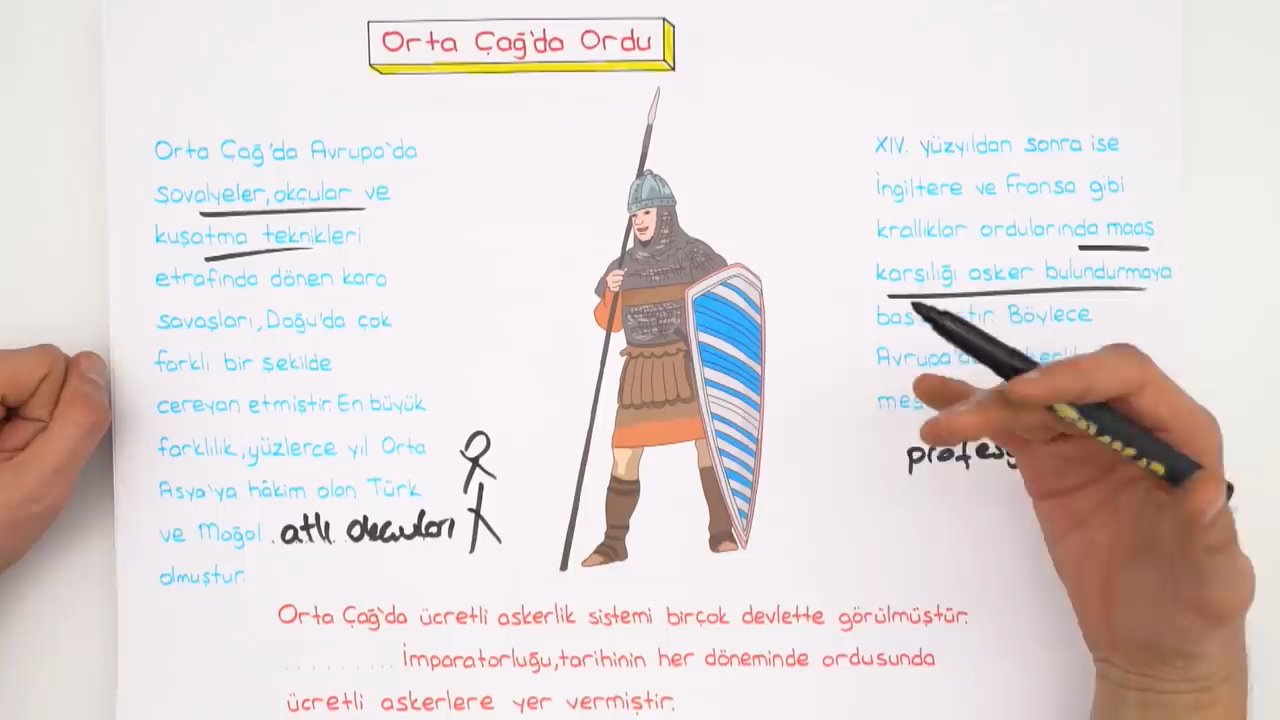 Orta Çağ'da Ordu
Orta Çağ'da Avrupa'da
şovalyeler, okçular ve
kuşatma teknikleri
etrafında dönen kara
savaşları, Doğu'da çok
farklı bir şekilde
cereyan etmiştir. En büyük
farklılık, yüzlerce yıl Orta
Asya'ya hâkim olan Türk
ve Moğol atlı okçuları
olmuştur.
XIV. yüzyıldan sonra ise
İngiltere ve Fransa gibi
krallıklar ordularında maaş
karşılığı asker bulundurmaya
Böylece
Orta Çağ'da ücretli askerlik sistemi birçok devlette görülmüştür.
.......... İmparatorluğu, tarihinin her döneminde ordusunda
ücretli askerlere yer vermiştir.